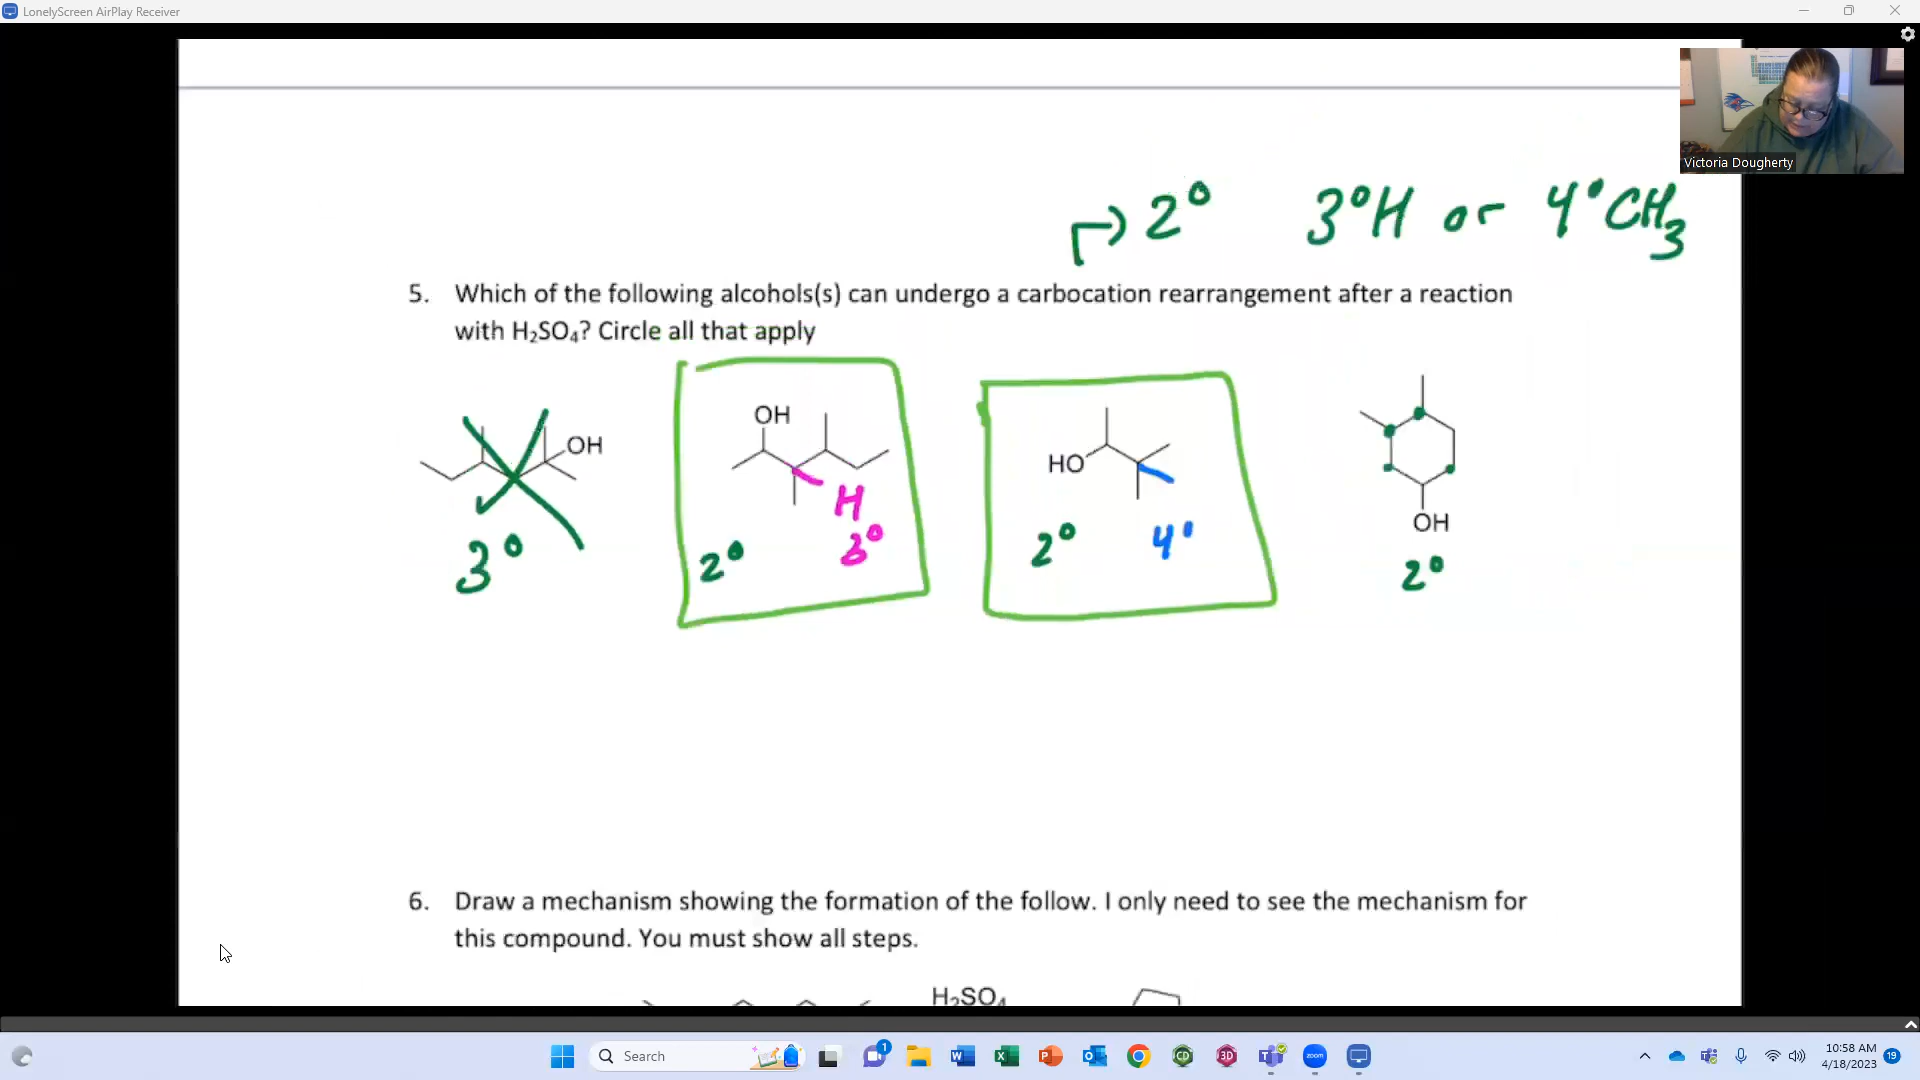 LonelyScreen AirPlay Receiver
Victoria Dougherty
2° 3°H or 4°CH₃
5. Which of the following alcohols(s) can undergo a carbocation rearrangement after a reaction
with H₂SO₄? Circle all that apply
OH
3°
OH
H
3°
2°
HO
2°
4°
OH
2°
6. Draw a mechanism showing the formation of the follow. I only need to see the mechanism for
this compound. You must show all steps.
H₂SO₄
Search
1
zoom
10:58 AM
4/18/2023
19